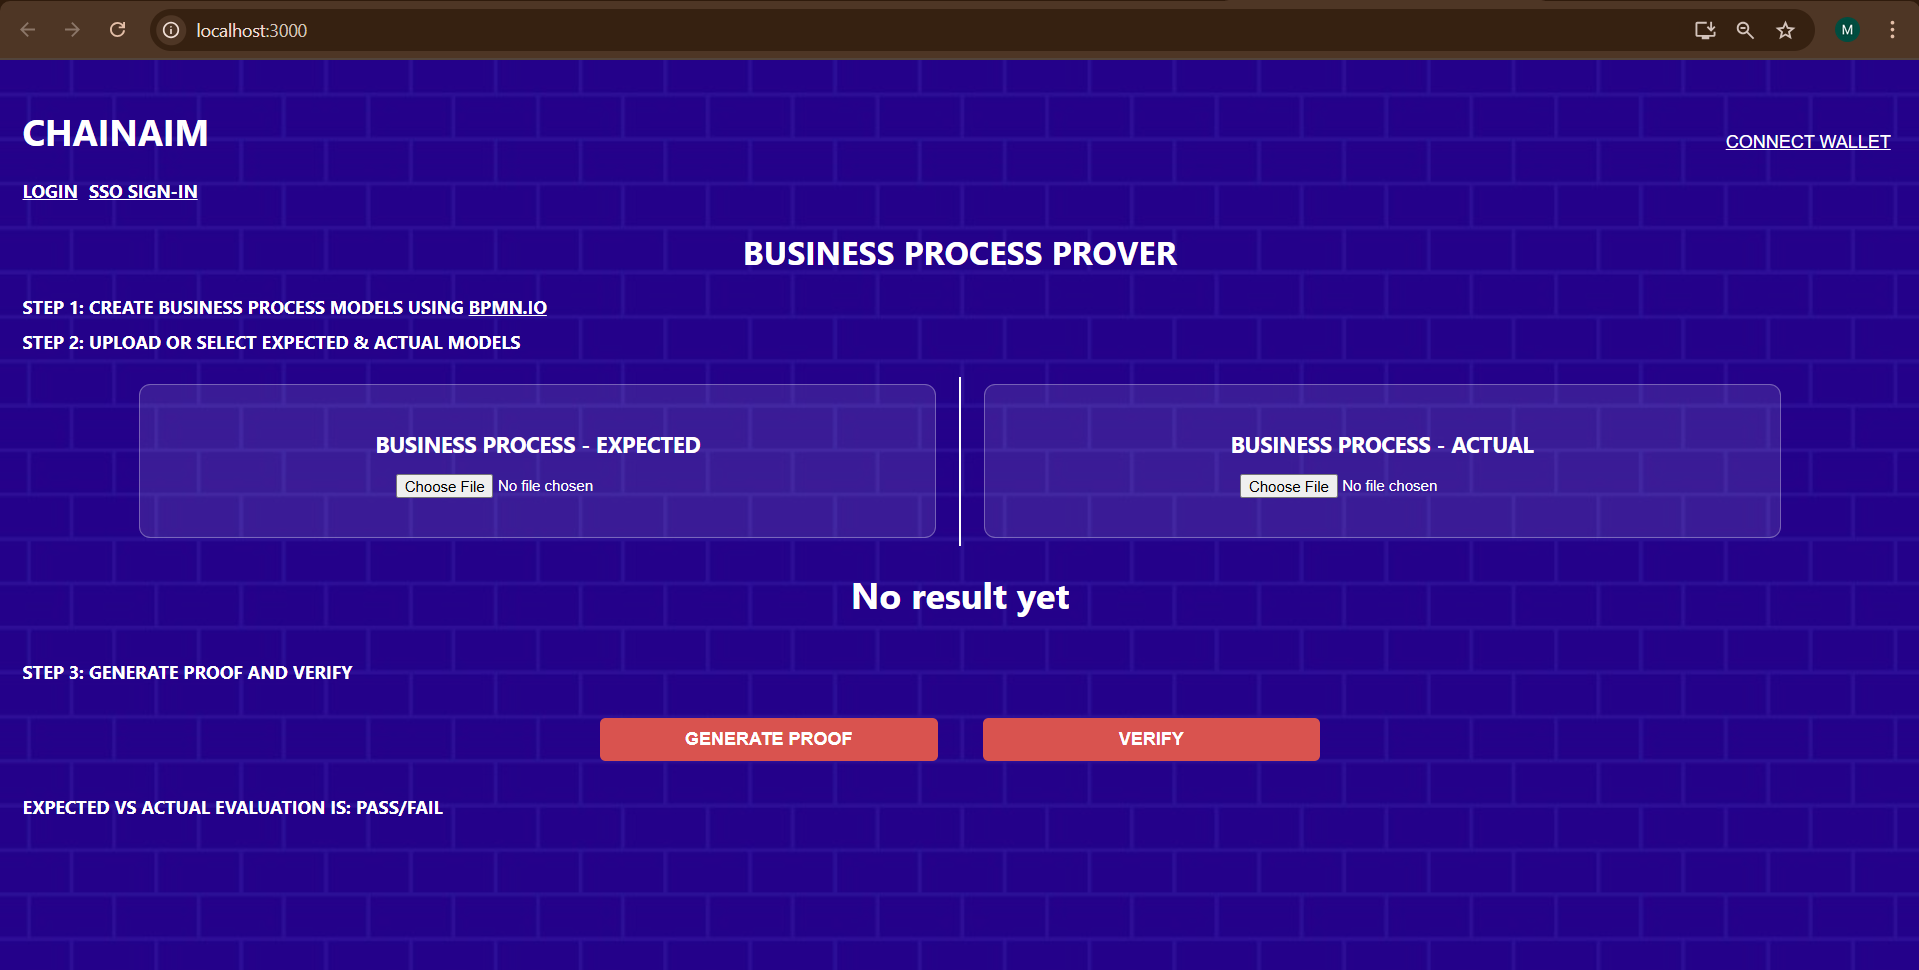 localhost:3000
M
CHAINAIM
CONNECT WALLET
LOGIN SSO SIGN-IN
BUSINESS PROCESS PROVER
STEP 1: CREATE BUSINESS PROCESS MODELS USING BPMN.IO
STEP 2: UPLOAD OR SELECT EXPECTED & ACTUAL MODELS
BUSINESS PROCESS - EXPECTED
Choose File No file chosen
BUSINESS PROCESS - ACTUAL
Choose File No file chosen
No result yet
STEP 3: GENERATE PROOF AND VERIFY
GENERATE PROOF
VERIFY
EXPECTED VS ACTUAL EVALUATION IS: PASS/FAIL